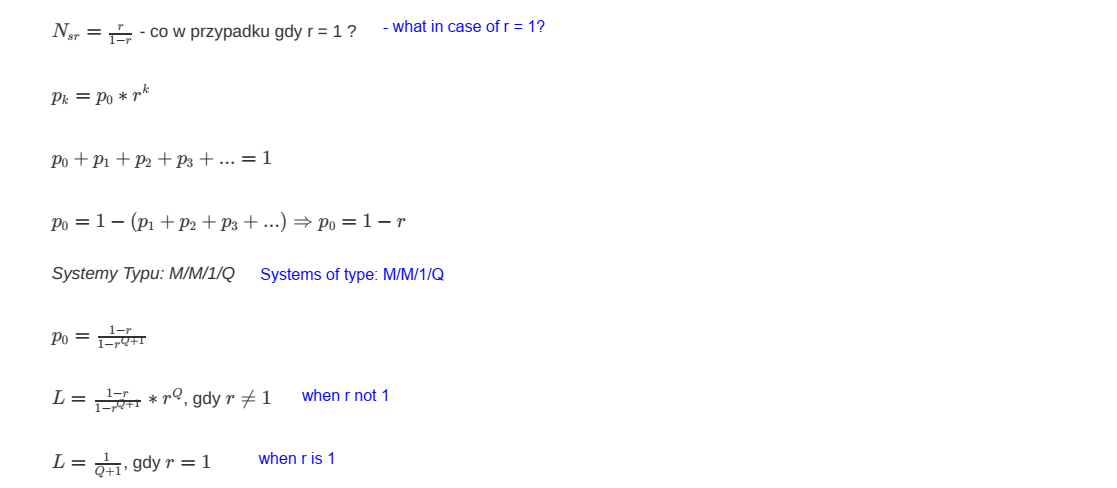 N_{sr} = \frac{r}{1-r} - co w przypadku gdy r = 1 ? - what in case of r = 1?
p_k = p_0 * r^k
p_0 + p_1 + p_2 + p_3 + ... = 1
p_0 = 1 - (p_1 + p_2 + p_3 + ...) ⇒ p_0 = 1 - r
Systemy Typu: M/M/1/Q Systems of type: M/M/1/Q
p_0 = \frac{1-r}{1-r^{Q+1}}
L = \frac{1-r}{1-r^{Q+1}} * r^Q, gdy r ≠ 1 when r not 1
L = \frac{1}{Q+1}, gdy r = 1 when r is 1